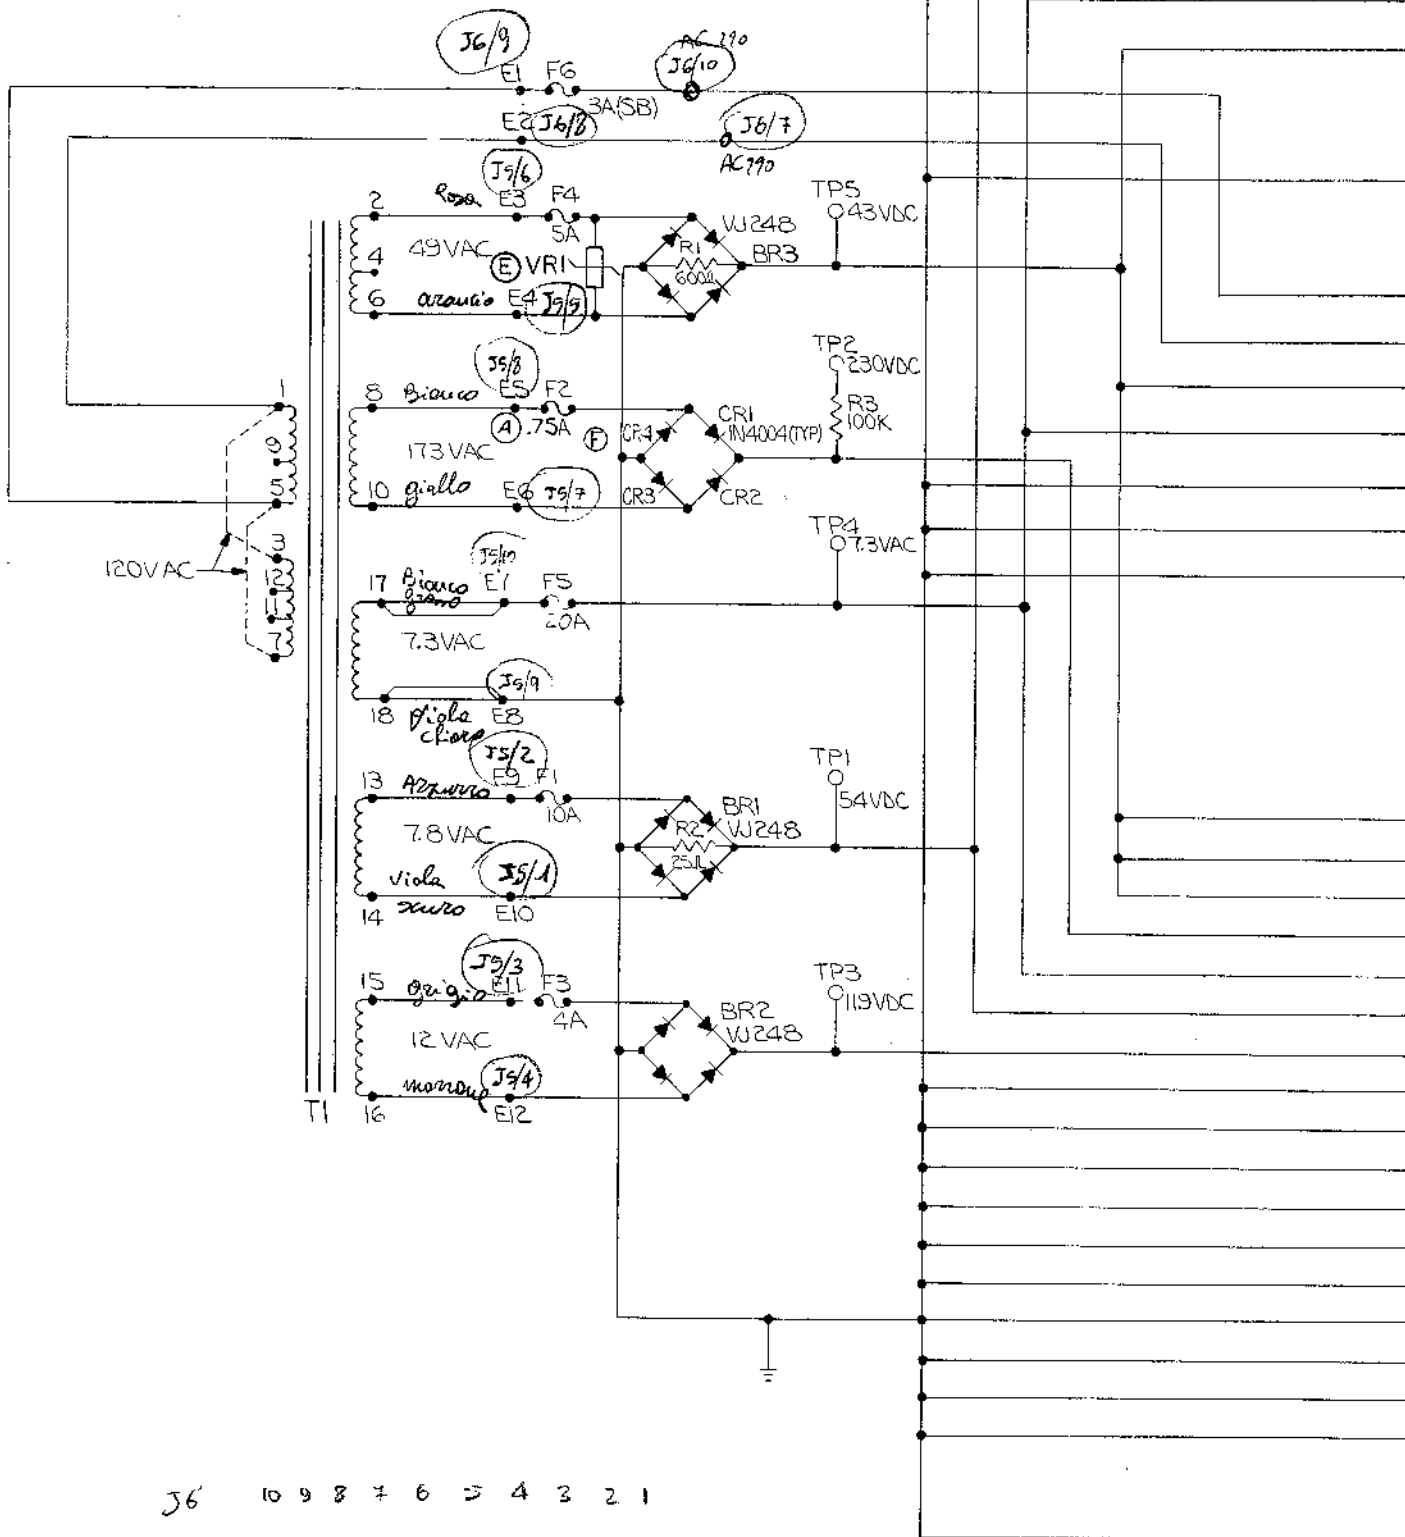 J6/9
AC 290
J6/10
E1 F6
3A(SB)
E2 J6/8
J6/7
AC290
J5/6
2 Rosa E3 F4
5A
TP5
43VDC
49VAC
4
E VR1
R1
600Ω
VJ248
BR3
6 arancio E4 J5/5
J5/8
8 Bianco E5 F2
A .75A
F
TP2
230VDC
R3
100K
CR4
CR1
1N4004(TYP)
173VAC
10 giallo E6 J5/7
CR3
CR2
1
9
5
3
12
11
7
120VAC
J5/10
17 Bianco E7 F5
20A
TP4
7.3VAC
7.3VAC
J5/9
18 Viola E8
chiaro
J5/2
13 Azzurro E9 F1
10A
TP1
54VDC
7.8VAC
R2
25Ω
BR1
VJ248
viola J5/1
14 scuro E10
J5/3
15 grigio E11 F3
4A
TP3
11.9VDC
BR2
VJ248
12VAC
marrone J5/4
16 E12
T1
J6 10 9 8 7 6 5 4 3 2 1